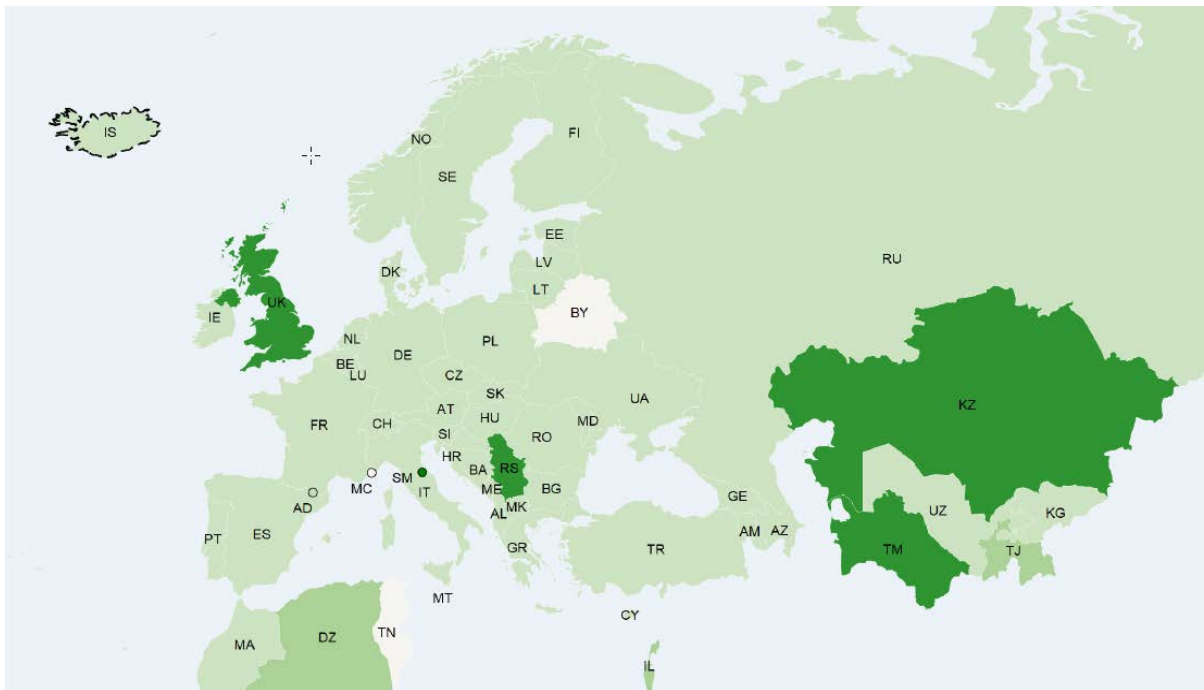 IS
NO
FI
SE
EE
LV
LT
DK
RU
UK
IE
BY
NL
PL
DE
BE
LU
CZ
SK
UA
KZ
AT
FR
CH
HU
MD
SI
RO
HR
BA
RS
SM
MC
IT
ME
BG
AD
MK
AL
GE
UZ
KG
PT
ES
AM
AZ
GR
TR
TM
TJ
MT
CY
TN
DZ
MA
IL